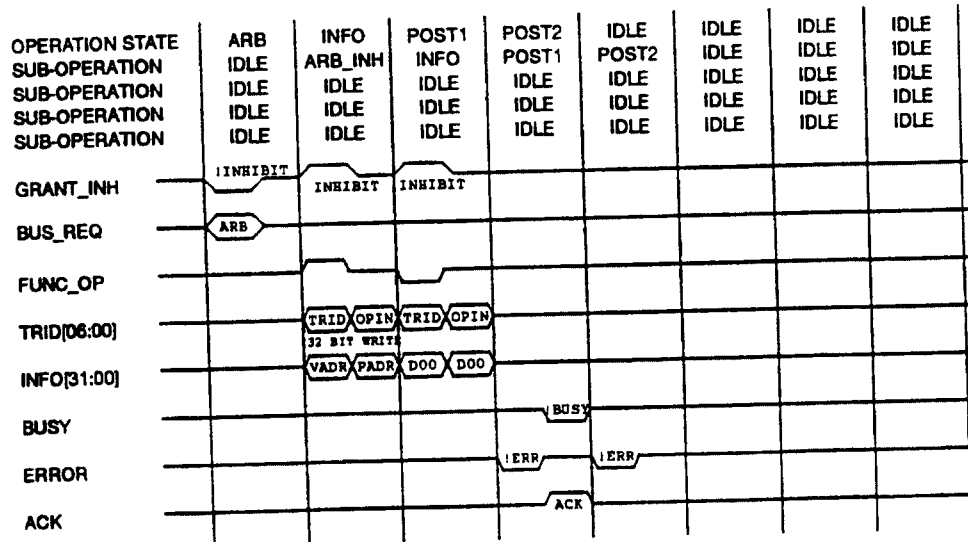 OPERATION STATE ARB INFO POST1 POST2 IDLE IDLE IDLE IDLE
SUB-OPERATION IDLE ARB_INH INFO POST1 POST2 IDLE IDLE IDLE
SUB-OPERATION IDLE IDLE IDLE IDLE IDLE IDLE IDLE IDLE
SUB-OPERATION IDLE IDLE IDLE IDLE IDLE IDLE IDLE IDLE
SUB-OPERATION IDLE IDLE IDLE IDLE IDLE IDLE IDLE IDLE
GRANT_INH !INHIBIT INHIBIT INHIBIT
BUS_REQ ARB
FUNC_OP
TRID[06:00] TRID OPIN TRID OPIN
32 BIT WRITE
INFO[31:00] VADR PADR D00 D00
BUSY !BUSY
ERROR !ERR !ERR
ACK ACK